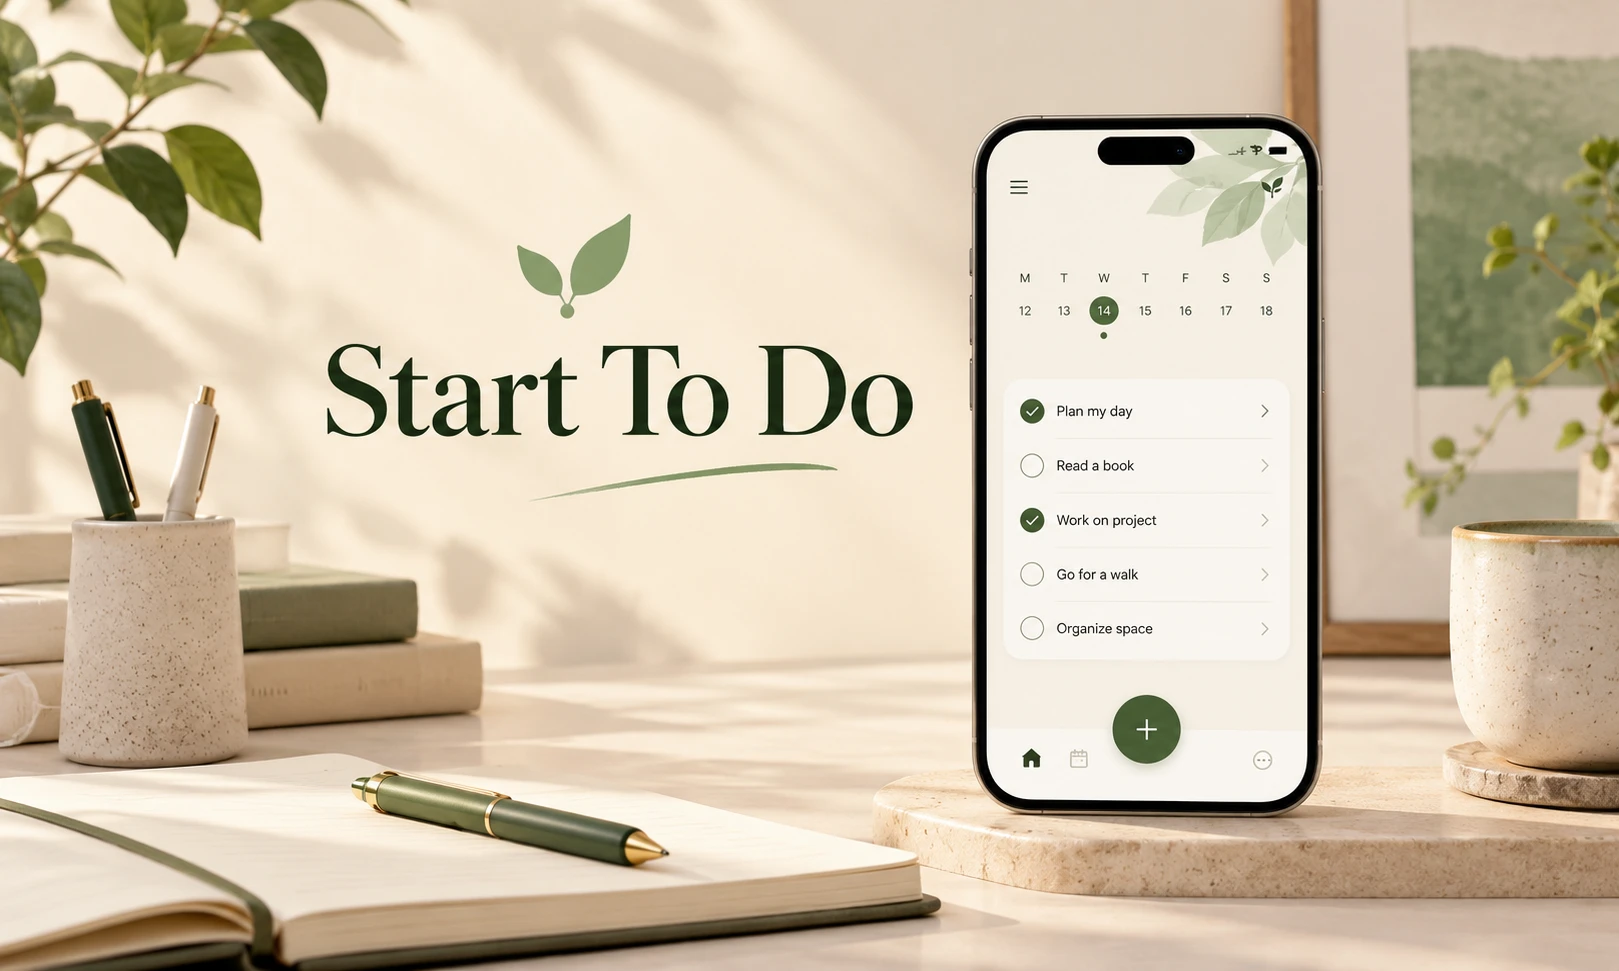 Start To Do
M T W T F S S
12 13 14 15 16 17 18
Plan my day
Read a book
Work on project
Go for a walk
Organize space